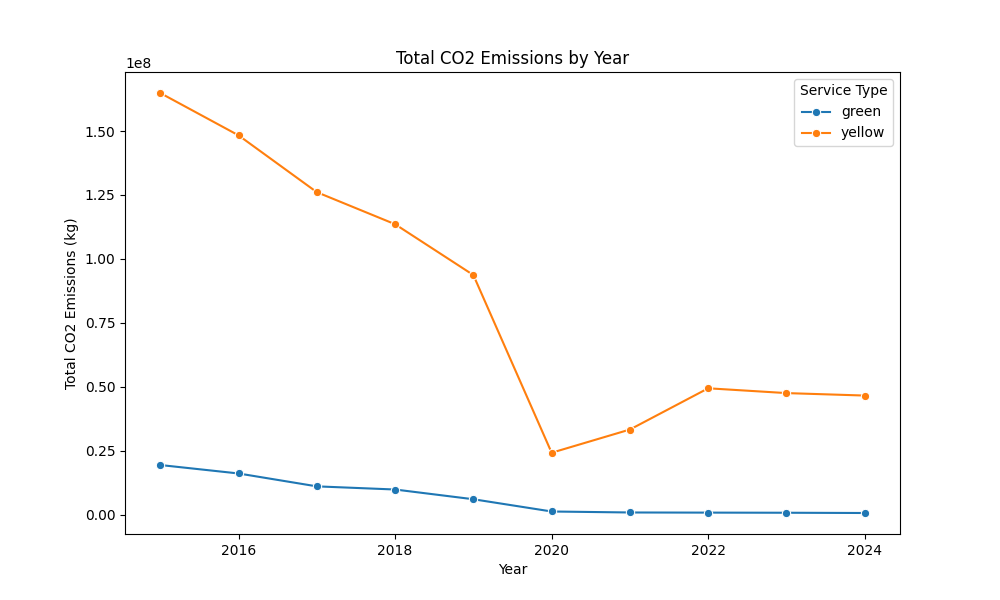 Total CO2 Emissions by Year
1e8
Service Type
green
yellow
1.50
1.25
1.00
0.75
0.50
0.25
0.00
Total CO2 Emissions (kg)
2016 2018 2020 2022 2024
Year